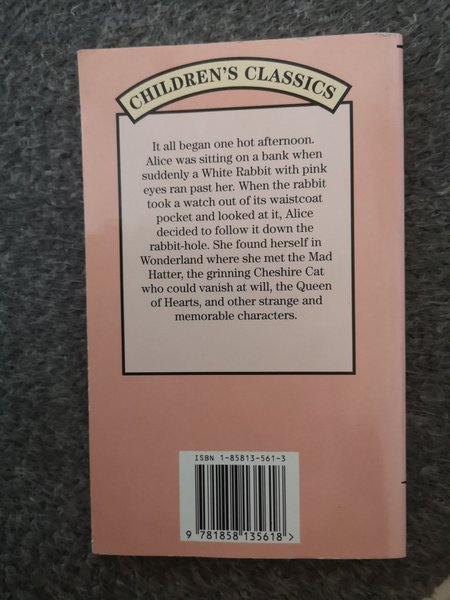 CHILDREN'S CLASSICS
It all began one hot afternoon.
Alice was sitting on a bank when
suddenly a White Rabbit with pink
eyes ran past her. When the rabbit
took a watch out of its waistcoat
pocket and looked at it, Alice
decided to follow it down the
rabbit-hole. She found herself in
Wonderland where she met the Mad
Hatter, the grinning Cheshire Cat
who could vanish at will, the Queen
of Hearts, and other strange and
memorable characters.
ISBN 1-85813-561-3
9 781858 135618 >